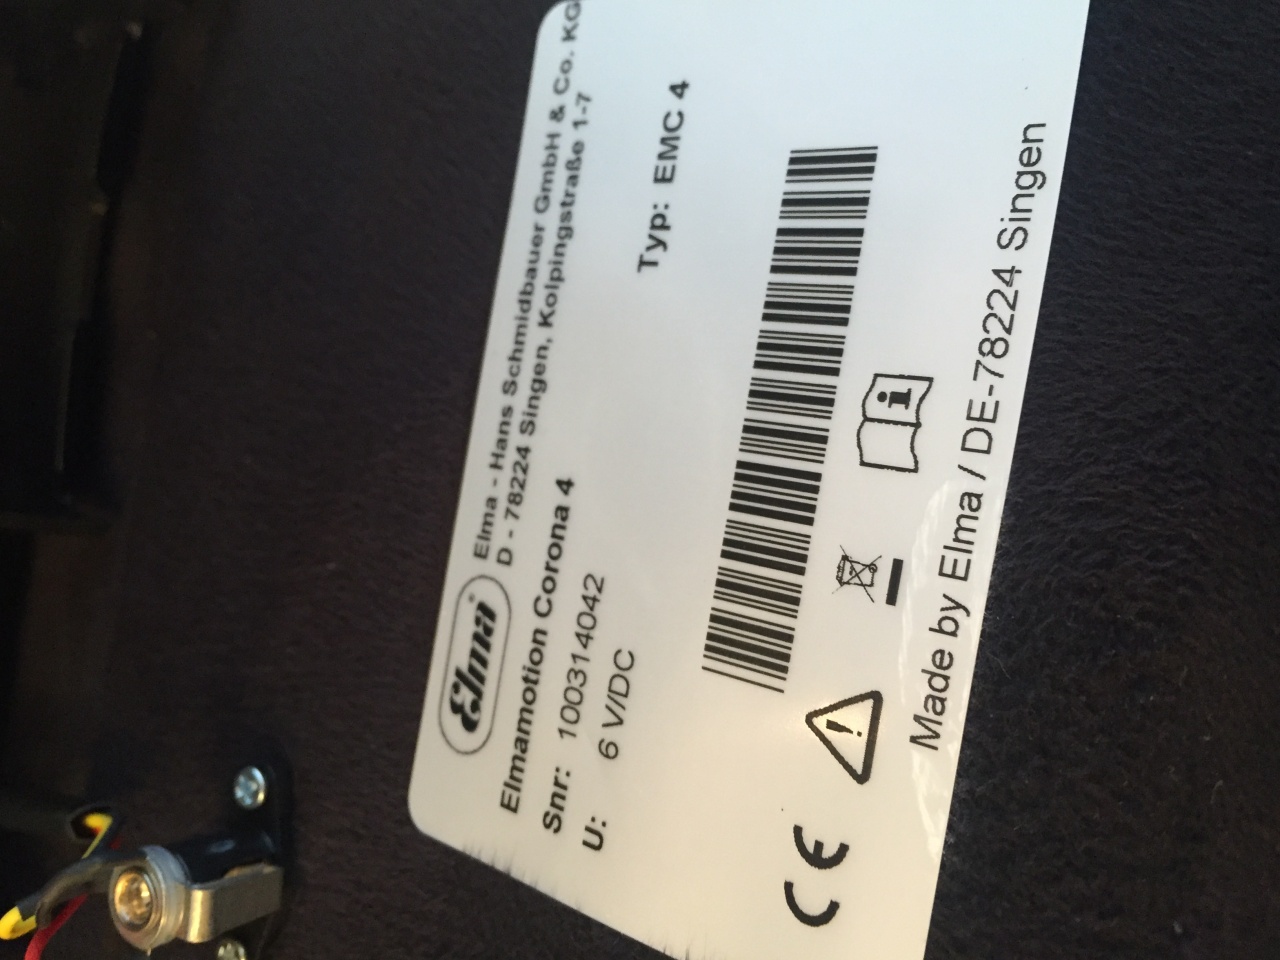 Elma®
Elma - Hans Schmidbauer GmbH & Co. KG
D - 78224 Singen, Kolpingstraße 1-7
Elmamotion Corona 4
Snr: 100314042
Typ: EMC 4
U: 6 V/DC
CE
Made by Elma / DE-78224 Singen